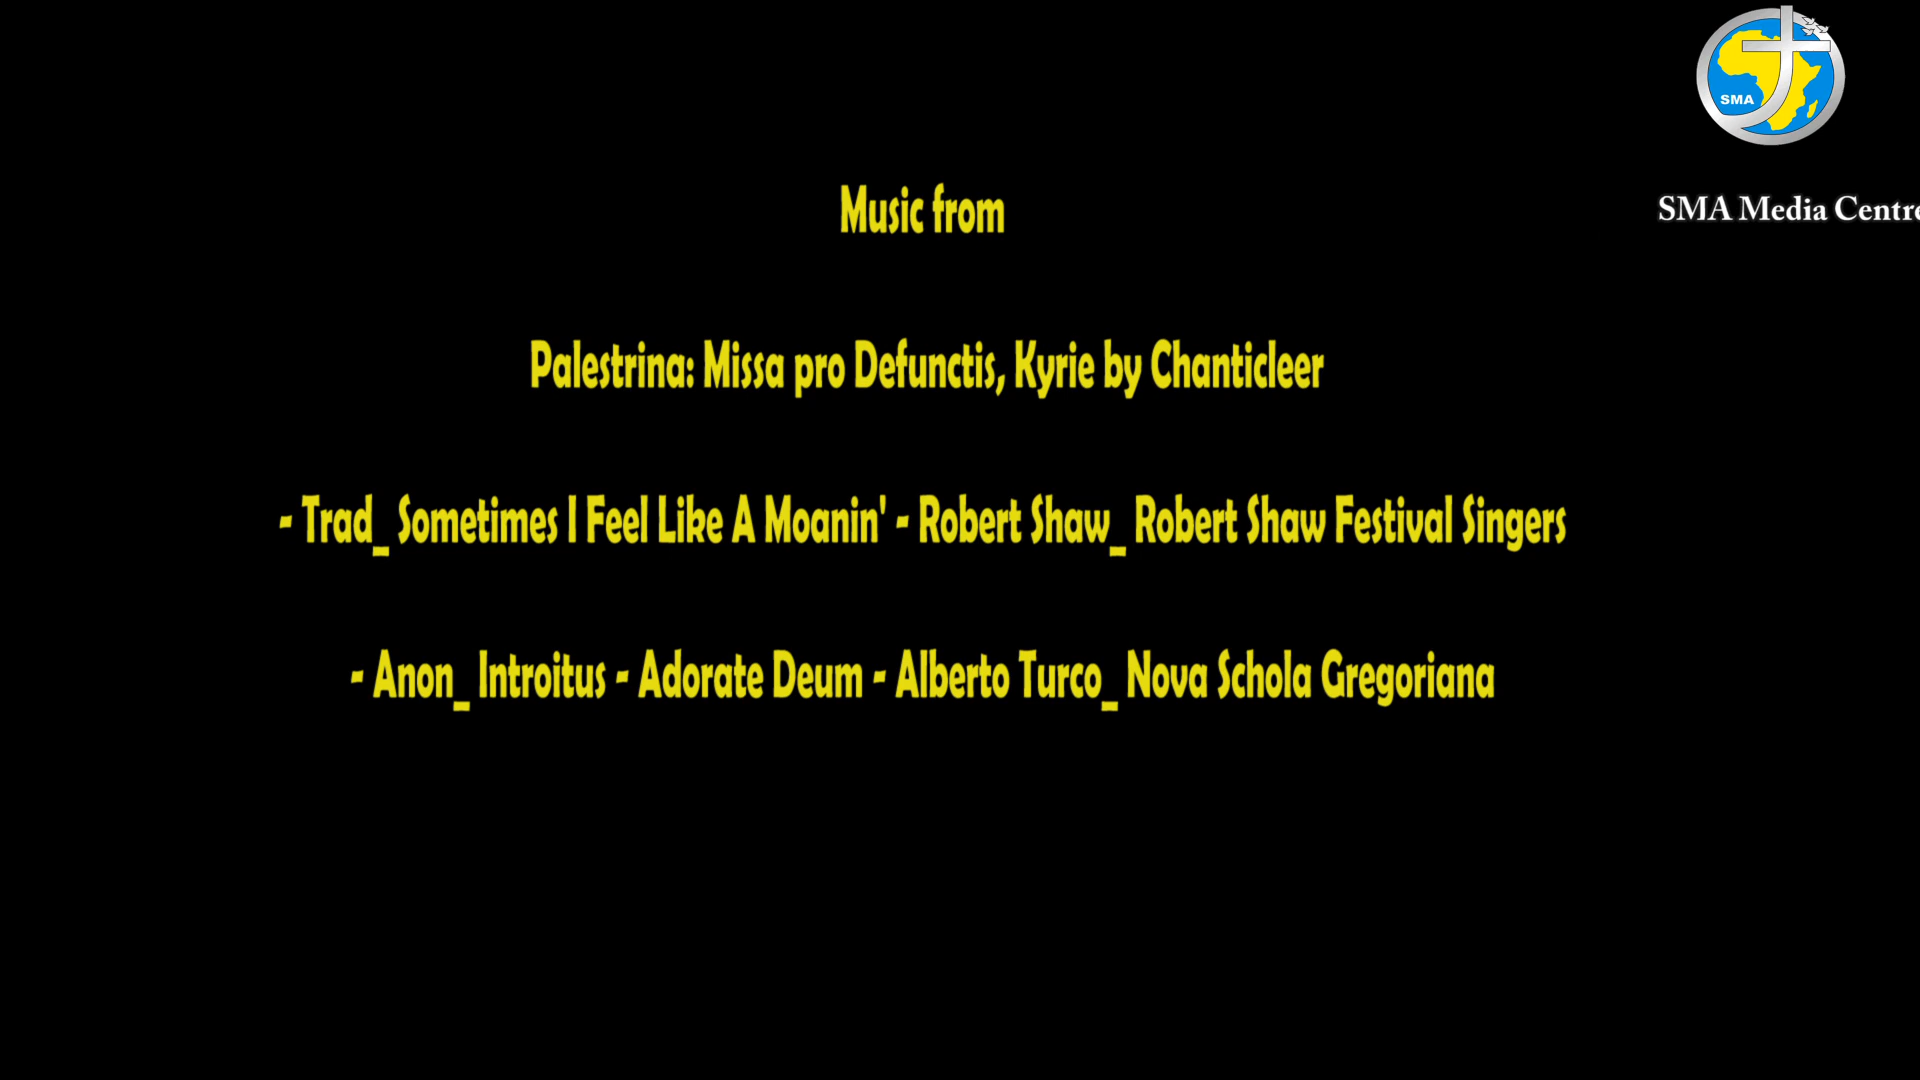 SMA
SMA Media Centre
Music from
Palestrina: Missa pro Defunctis, Kyrie by Chanticleer
- Trad_ Sometimes I Feel Like A Moanin' - Robert Shaw_ Robert Shaw Festival Singers
- Anon_ Introitus - Adorate Deum - Alberto Turco_ Nova Schola Gregoriana